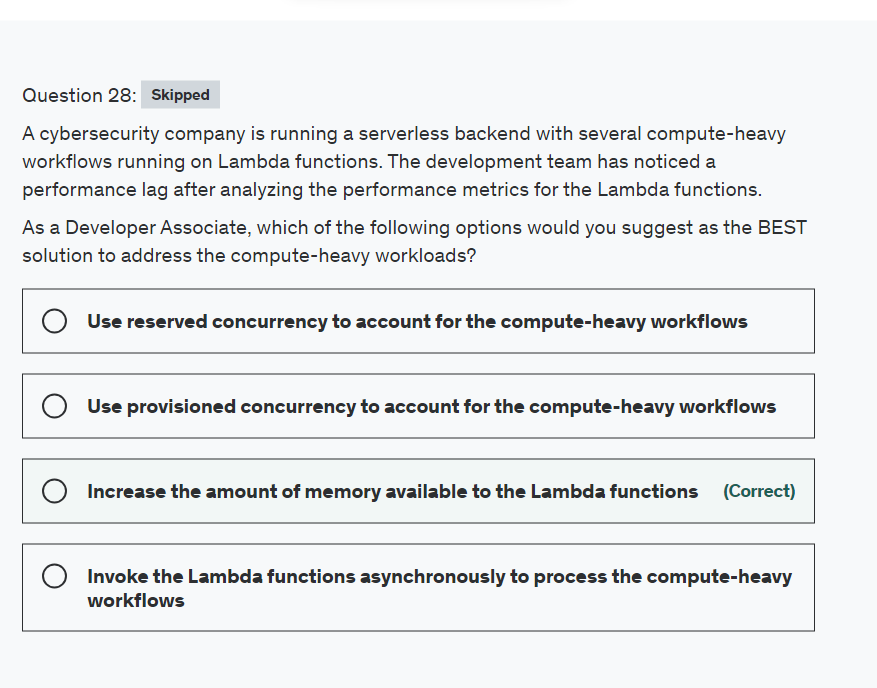 Question 28: Skipped
A cybersecurity company is running a serverless backend with several compute-heavy
workflows running on Lambda functions. The development team has noticed a
performance lag after analyzing the performance metrics for the Lambda functions.
As a Developer Associate, which of the following options would you suggest as the BEST
solution to address the compute-heavy workloads?
Use reserved concurrency to account for the compute-heavy workflows
Use provisioned concurrency to account for the compute-heavy workflows
Increase the amount of memory available to the Lambda functions (Correct)
Invoke the Lambda functions asynchronously to process the compute-heavy
workflows